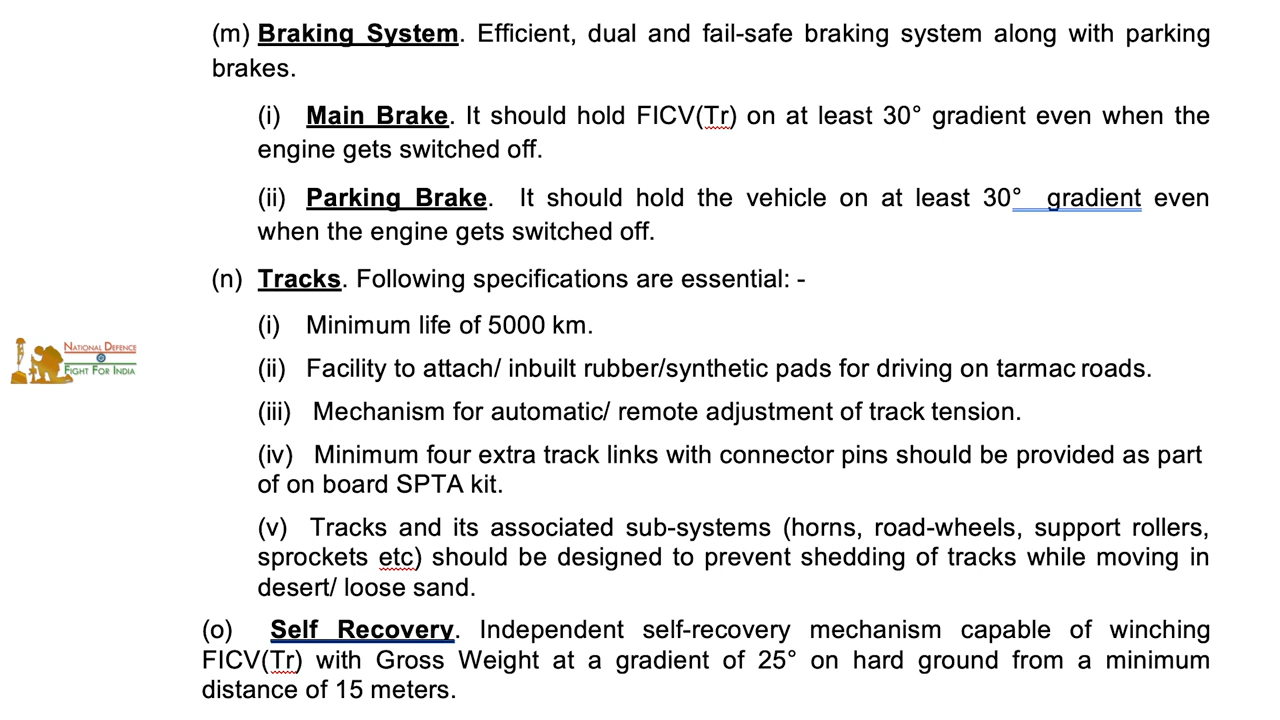 (m) Braking System. Efficient, dual and fail-safe braking system along with parking
brakes.
(i) Main Brake. It should hold FICV(Tr) on at least 30° gradient even when the
engine gets switched off.
(ii) Parking Brake. It should hold the vehicle on at least 30° gradient even
when the engine gets switched off.
(n) Tracks. Following specifications are essential: -
(i) Minimum life of 5000 km.
NATIONAL DEFENCE
FIGHT FOR INDIA
(ii) Facility to attach/ inbuilt rubber/synthetic pads for driving on tarmac roads.
(iii) Mechanism for automatic/ remote adjustment of track tension.
(iv) Minimum four extra track links with connector pins should be provided as part
of on board SPTA kit.
(v) Tracks and its associated sub-systems (horns, road-wheels, support rollers,
sprockets etc) should be designed to prevent shedding of tracks while moving in
desert/ loose sand.
(o) Self Recovery. Independent self-recovery mechanism capable of winching
FICV(Tr) with Gross Weight at a gradient of 25° on hard ground from a minimum
distance of 15 meters.